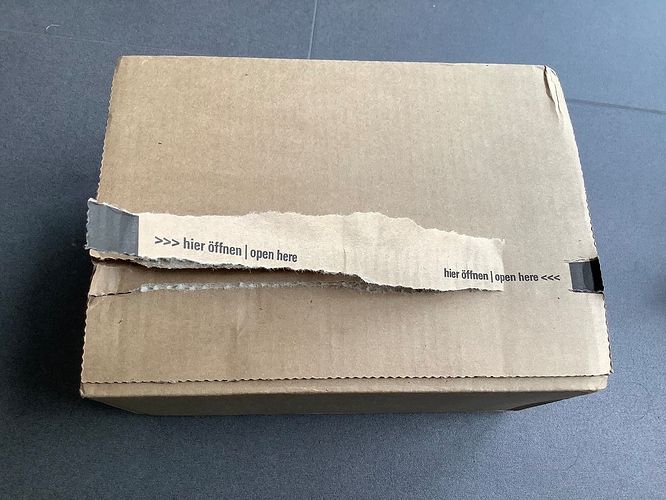 >>> hier öffnen | open here
hier öffnen | open here <<<